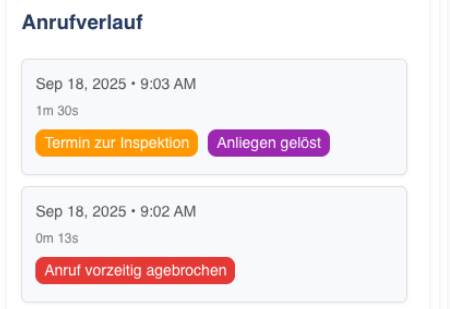 Anrufverlauf
Sep 18, 2025 • 9:03 AM
1m 30s
Termin zur Inspektion Anliegen gelöst
Sep 18, 2025 • 9:02 AM
0m 13s
Anruf vorzeitig agebrochen